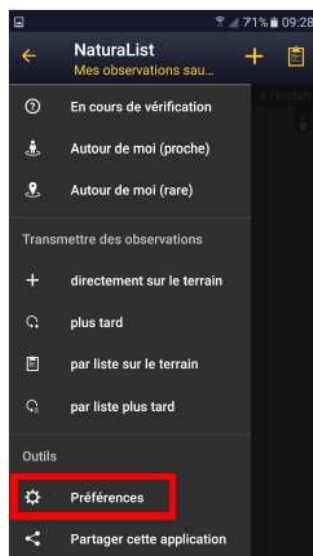 71% 09:28
NaturaList
Mes observations sau...
En cours de vérification
Autour de moi (proche)
Autour de moi (rare)
Transmettre des observations
directement sur le terrain
plus tard
par liste sur le terrain
par liste plus tard
Outils
Préférences
Partager cette application